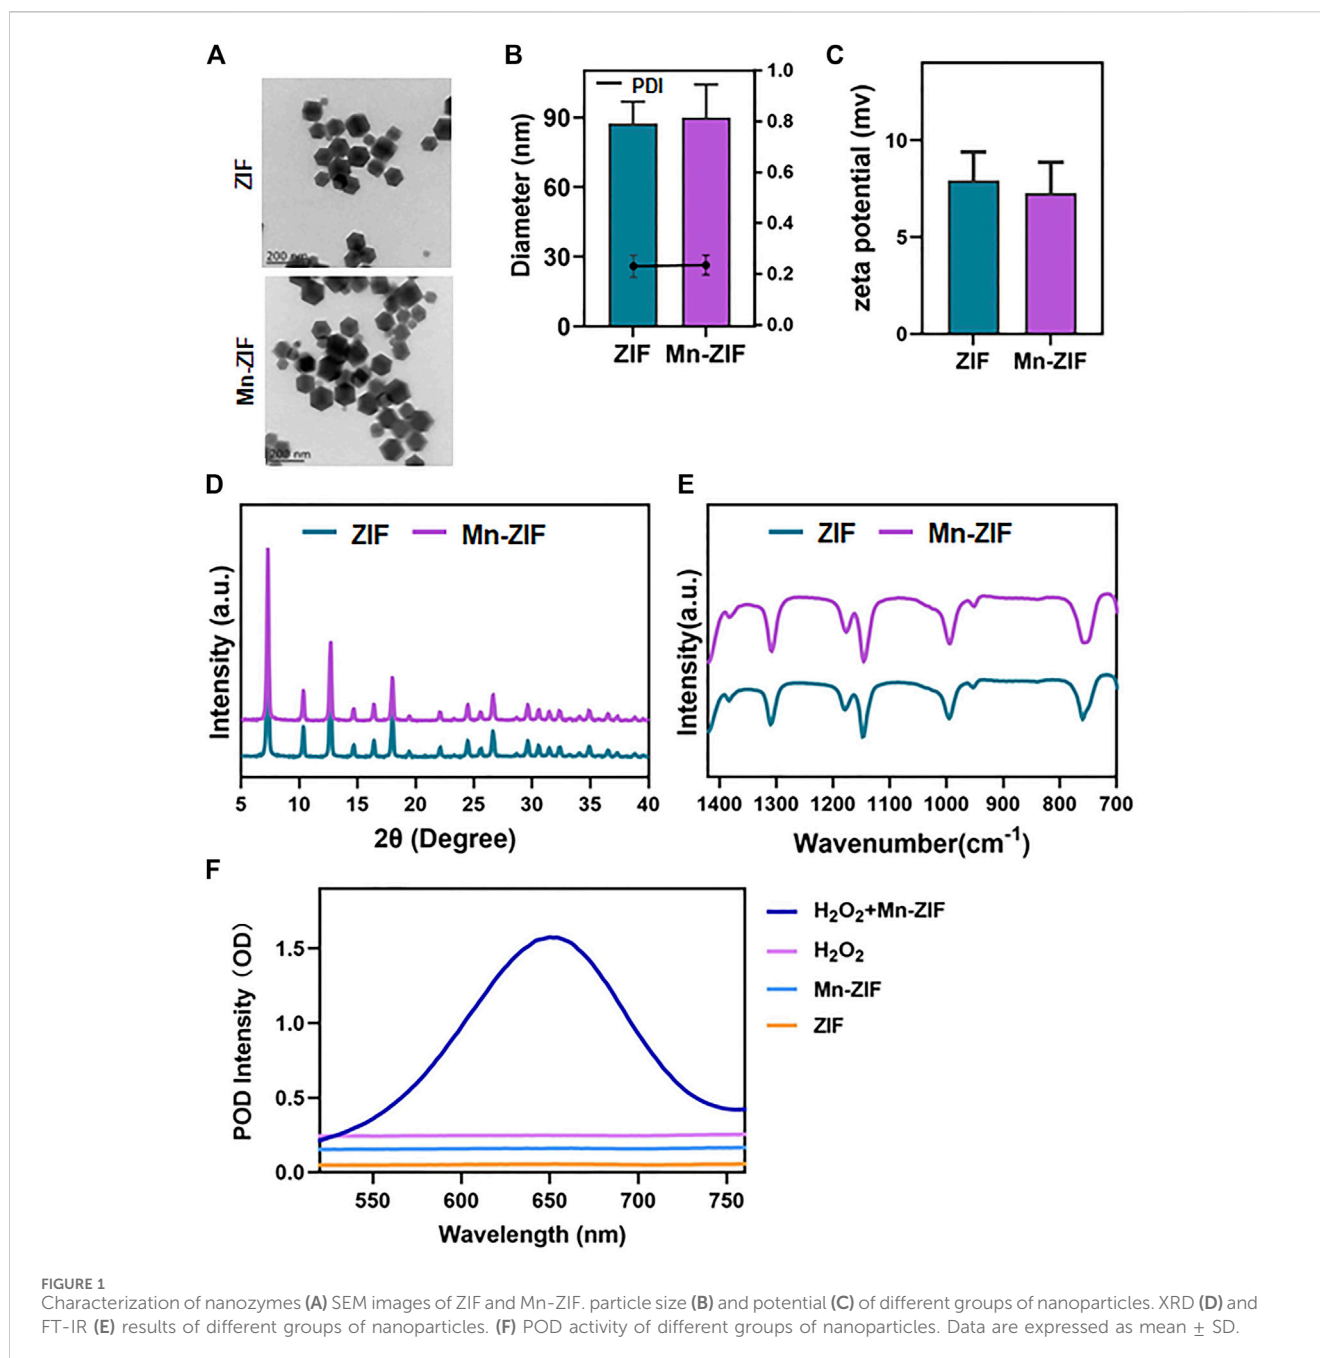 A
ZIF
200 nm
Mn-ZIF
200 nm
B
PDI
Diameter (nm)
90
60
30
0
1.0
0.8
0.6
0.4
0.2
0.0
ZIF Mn-ZIF
C
zeta potential (mv)
10
5
0
ZIF Mn-ZIF
D
ZIF Mn-ZIF
Intensity (a.u.)
5 10 15 20 25 30 35 40
2θ (Degree)
E
ZIF Mn-ZIF
Intensity(a.u.)
1400 1300 1200 1100 1000 900 800 700
Wavenumber(cm⁻¹)
F
POD Intensity (OD)
1.5
1.0
0.5
0.0
550 600 650 700 750
Wavelength (nm)
H₂O₂+Mn-ZIF
H₂O₂
Mn-ZIF
ZIF
FIGURE 1
Characterization of nanozymes (A) SEM images of ZIF and Mn-ZIF. particle size (B) and potential (C) of different groups of nanoparticles. XRD (D) and
FT-IR (E) results of different groups of nanoparticles. (F) POD activity of different groups of nanoparticles. Data are expressed as mean ± SD.